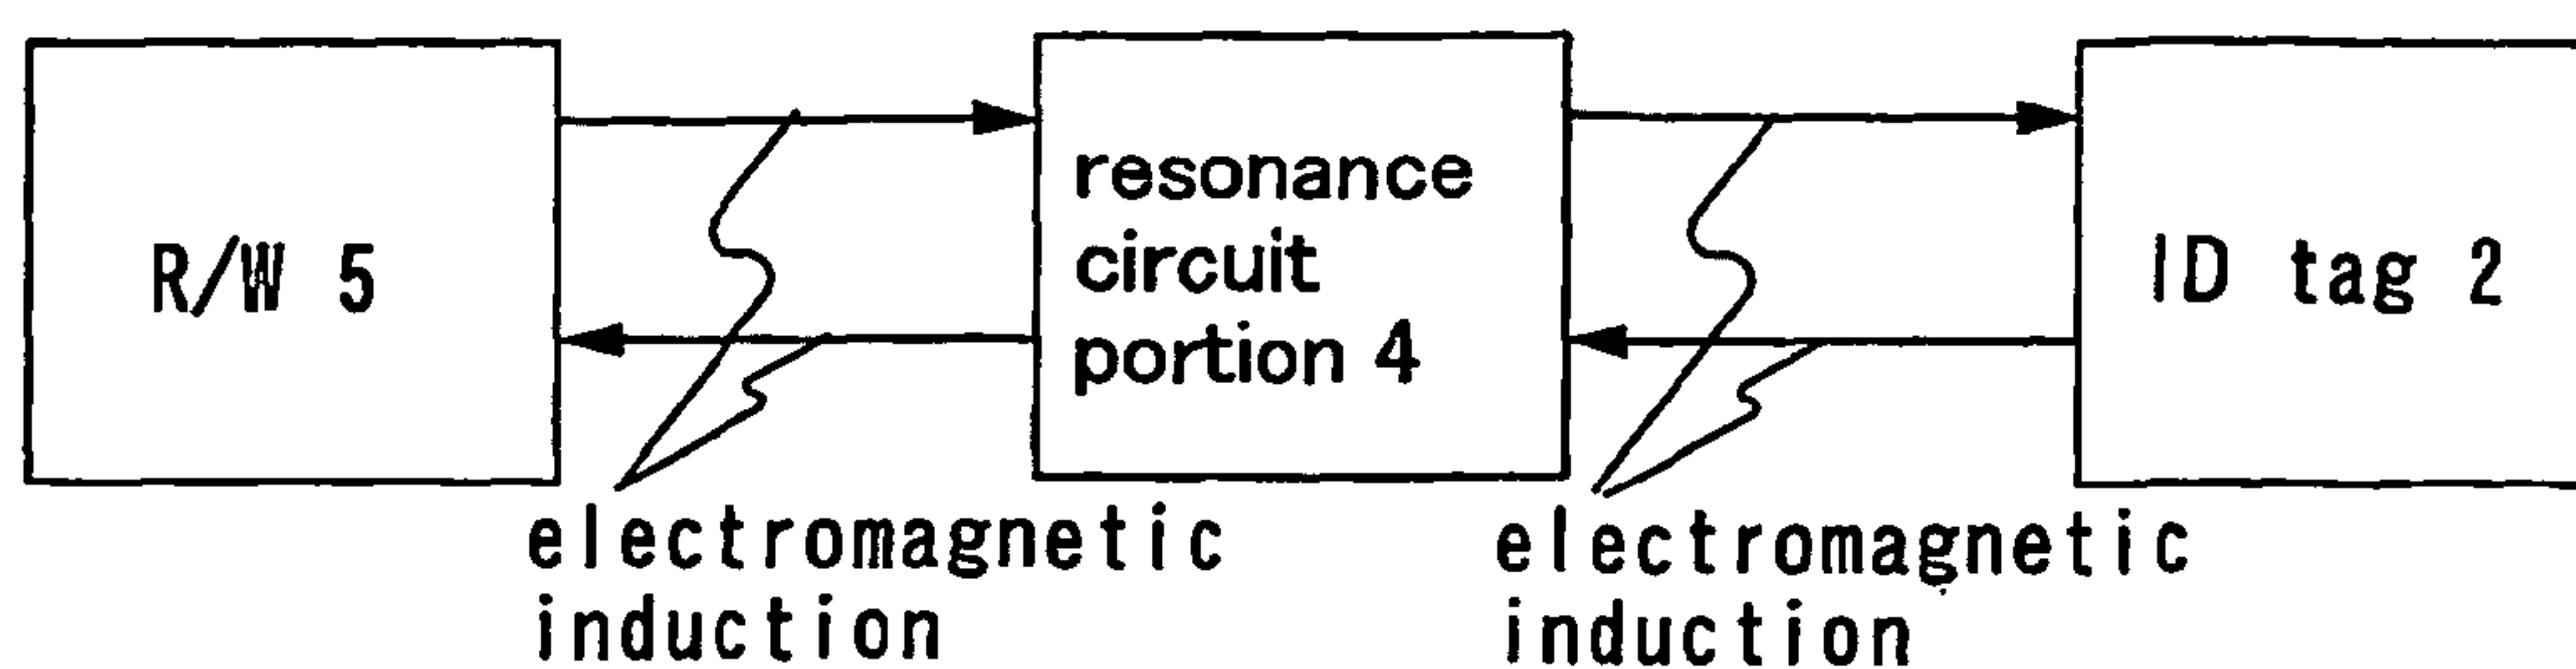 R/W 5
resonance
circuit
portion 4
ID tag 2
electromagnetic
induction
electromagnetic
induction